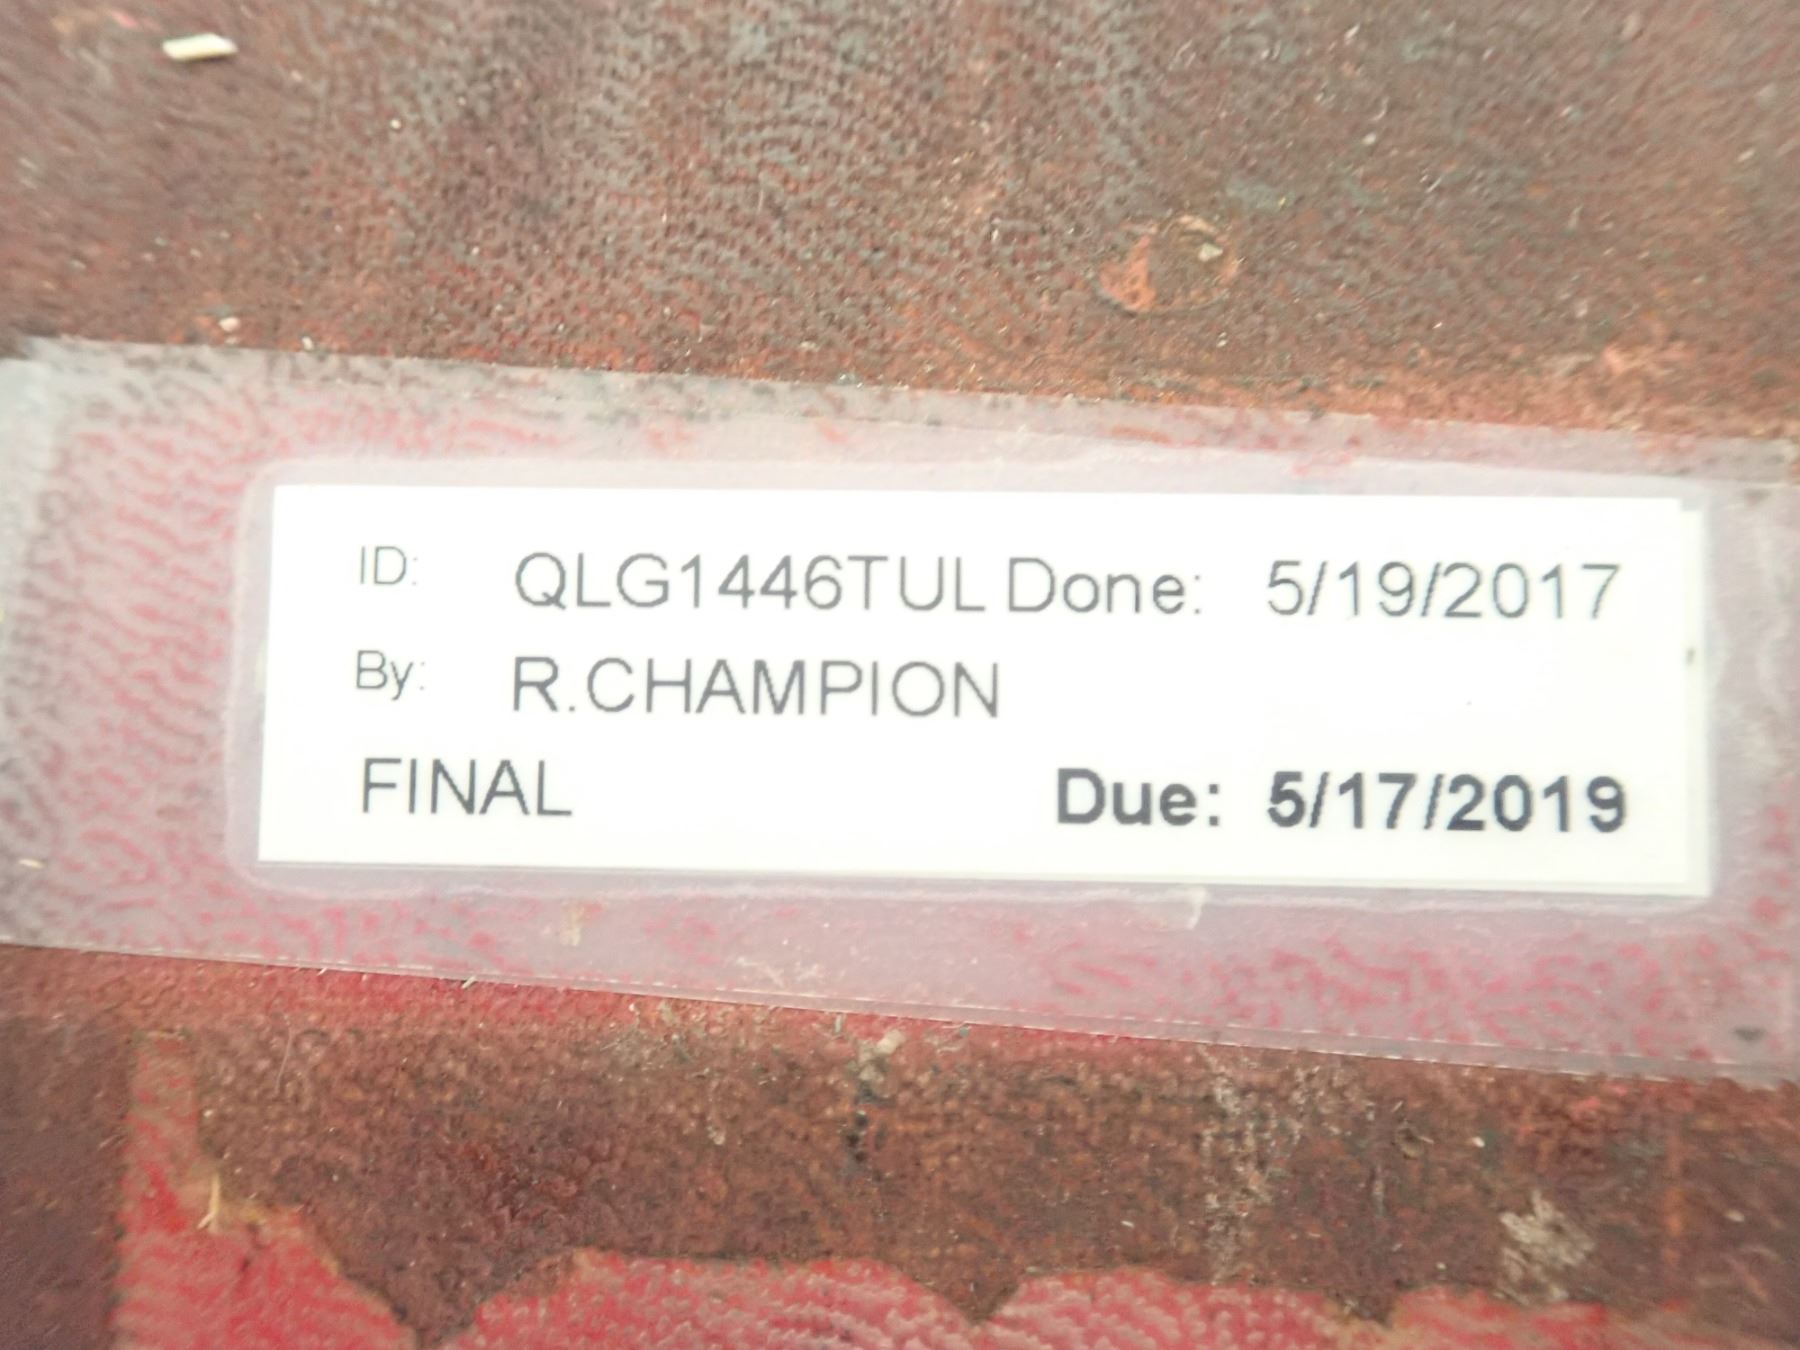 ID: QLG1446TUL Done: 5/19/2017
By: R.CHAMPION
FINAL Due: 5/17/2019